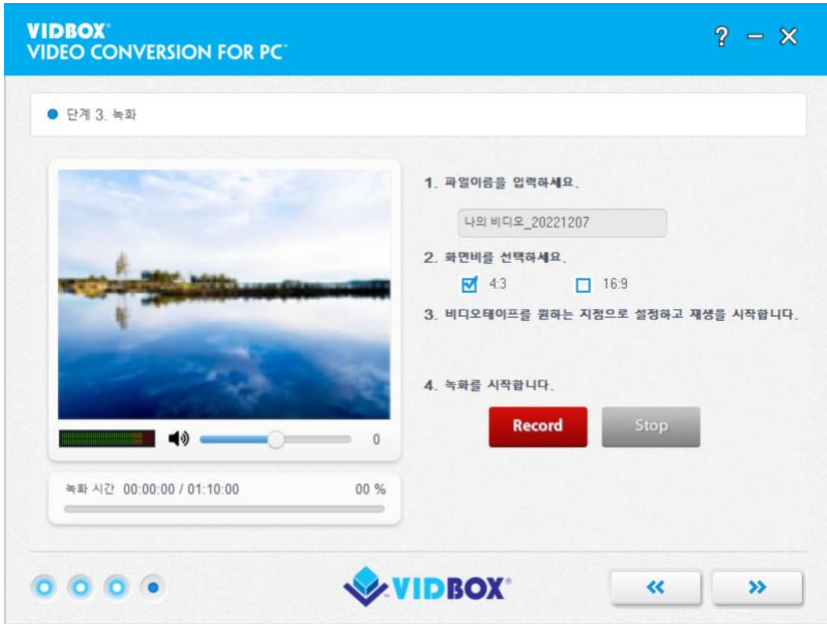 VIDBOX®
VIDEO CONVERSION FOR PC™
? – ×
단계 3. 녹화
1. 파일이름을 입력하세요.
나의 비디오_20221207
2. 화면비를 선택하세요.
4:3 16:9
3. 비디오테이프를 원하는 지점으로 설정하고 재생을 시작합니다.
4. 녹화를 시작합니다.
Record Stop
0
녹화 시간 00:00:00 / 01:10:00 00 %
VIDBOX®